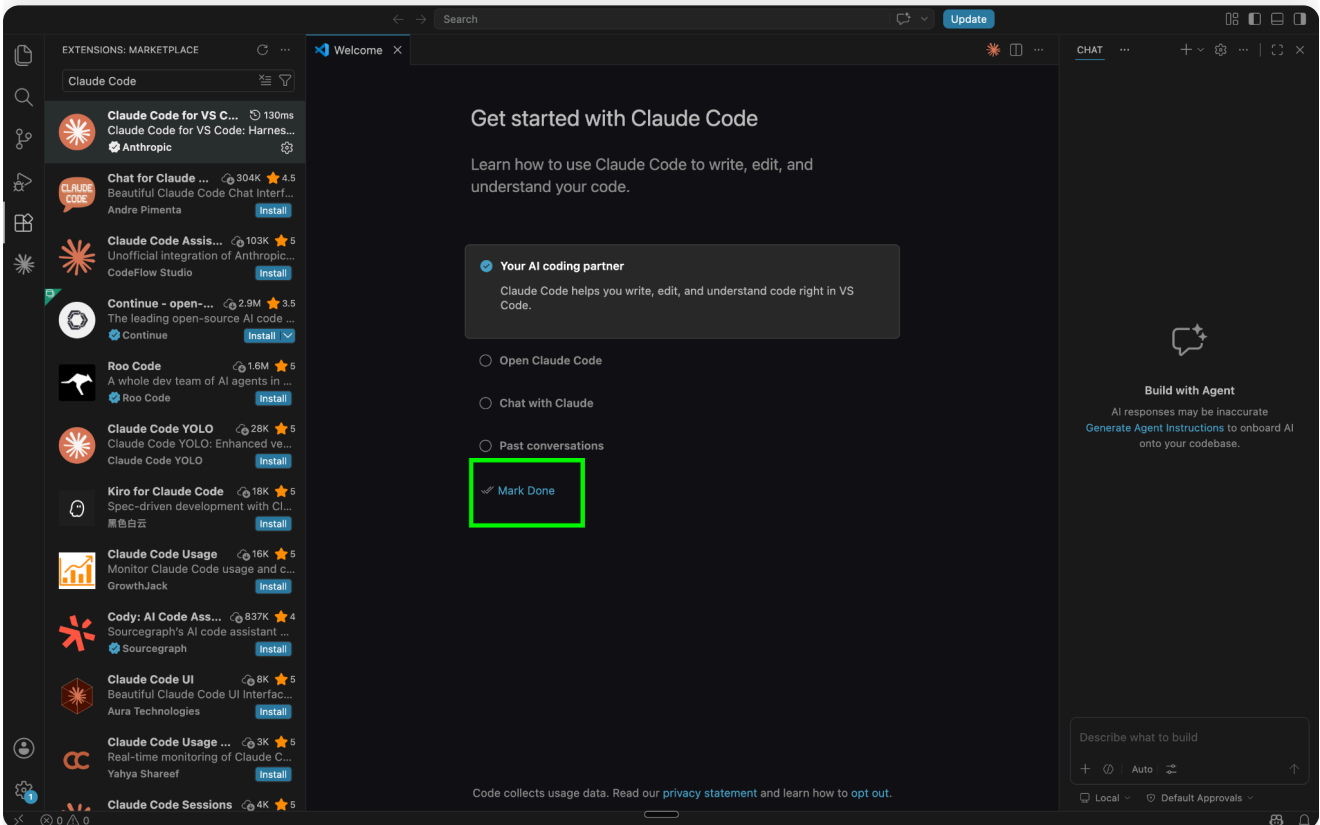 Search
Update
EXTENSIONS: MARKETPLACE
Claude Code
Claude Code for VS C... 130ms
Claude Code for VS Code: Harnes...
Anthropic
CLAUDE CODE
Chat for Claude ... 304K 4.5
Beautiful Claude Code Chat Interf...
Andre Pimenta
Install
Claude Code Assis... 103K 5
Unofficial integration of Anthropic...
CodeFlow Studio
Install
Continue - open-... 2.9M 3.5
The leading open-source AI code ...
Continue
Install
Roo Code 1.6M 5
A whole dev team of AI agents in ...
Roo Code
Install
Claude Code YOLO 28K 5
Claude Code YOLO: Enhanced ve...
Claude Code YOLO
Install
Kiro for Claude Code 18K 5
Spec-driven development with Cl...
黑色白云
Install
Claude Code Usage 16K 5
Monitor Claude Code usage and c...
GrowthJack
Install
Cody: AI Code Ass... 837K 4
Sourcegraph's AI code assistant ...
Sourcegraph
Install
Claude Code UI 8K 5
Beautiful Claude Code UI Interfac...
Aura Technologies
Install
Claude Code Usage ... 3K 5
Real-time monitoring of Claude C...
Yahya Shareef
Install
Claude Code Sessions 4K 5
1
0 0
Welcome
Get started with Claude Code
Learn how to use Claude Code to write, edit, and
understand your code.
Your AI coding partner
Claude Code helps you write, edit, and understand code right in VS
Code.
Open Claude Code
Chat with Claude
Past conversations
Mark Done
Code collects usage data. Read our privacy statement and learn how to opt out.
CHAT
Build with Agent
AI responses may be inaccurate
Generate Agent Instructions to onboard AI
onto your codebase.
Describe what to build
Auto
Local
Default Approvals